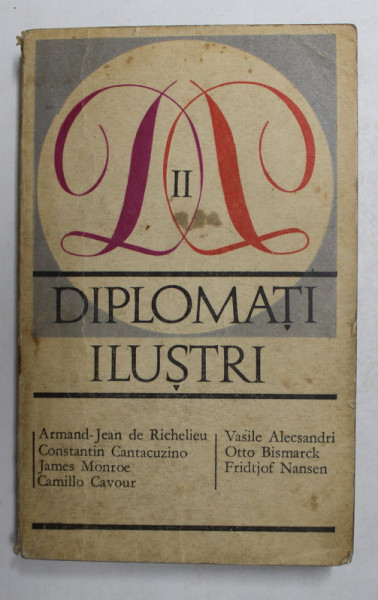 II
DIPLOMAȚI
ILUȘTRI
Armand-Jean de Richelieu
Constantin Cantacuzino
James Monroe
Camillo Cavour
Vasile Alecsandri
Otto Bismarck
Fridtjof Nansen